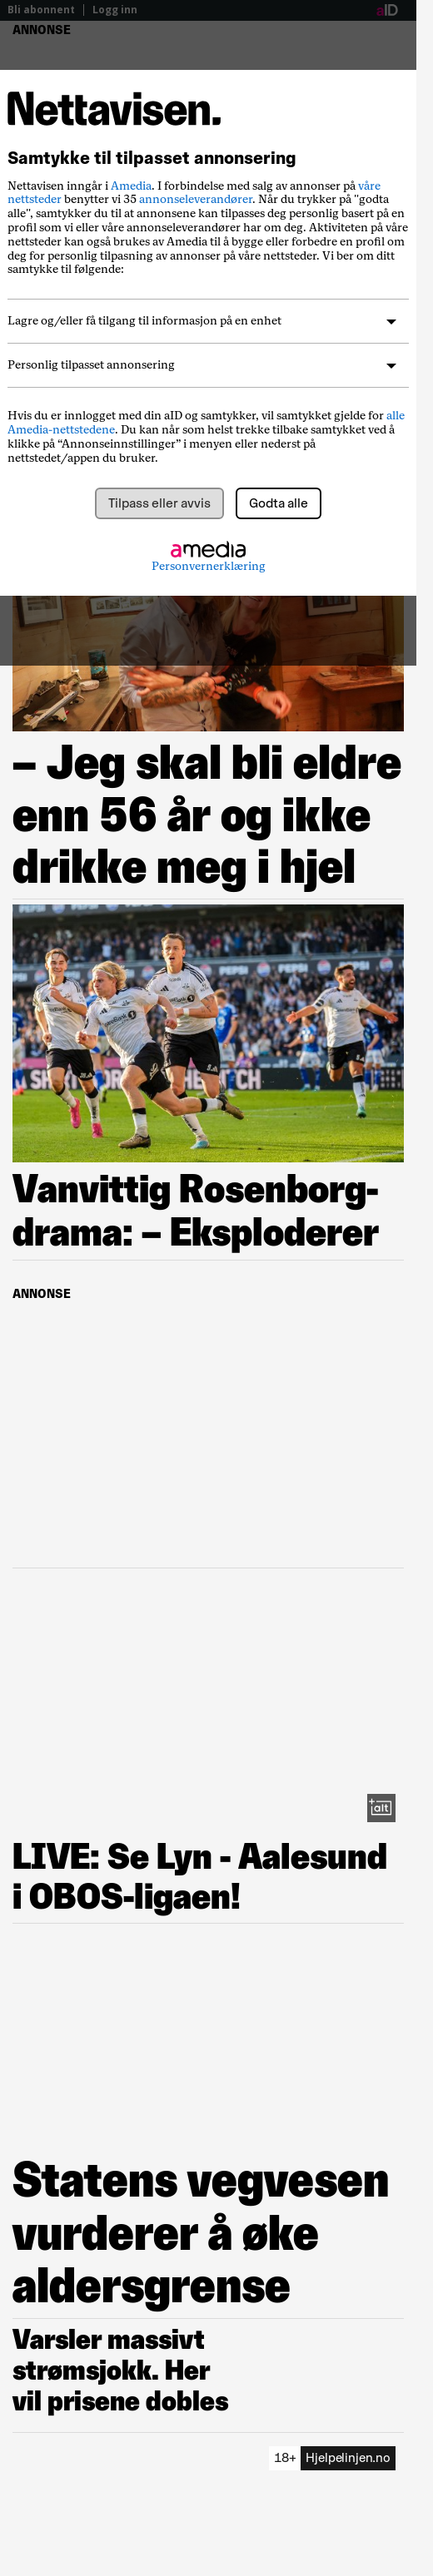 Bli abonnent | Logg inn
aID
ANNONSE
Nettavisen.
Samtykke til tilpasset annonsering
Nettavisen inngår i Amedia. I forbindelse med salg av annonser på våre
nettsteder benytter vi 35 annonseleverandører. Når du trykker på "godta
alle", samtykker du til at annonsene kan tilpasses deg personlig basert på en
profil som vi eller våre annonseleverandører har om deg. Aktiviteten på våre
nettsteder kan også brukes av Amedia til å bygge eller forbedre en profil om
deg for personlig tilpasning av annonser på våre nettsteder. Vi ber om ditt
samtykke til følgende:
Lagre og/eller få tilgang til informasjon på en enhet
Personlig tilpasset annonsering
Hvis du er innlogget med din aID og samtykker, vil samtykket gjelde for alle
Amedia-nettstedene. Du kan når som helst trekke tilbake samtykket ved å
klikke på “Annonseinnstillinger” i menyen eller nederst på
nettstedet/appen du bruker.
Tilpass eller avvis
Godta alle
amedia
Personvernerklæring
– Jeg skal bli eldre
enn 56 år og ikke
drikke meg i hjel
Vanvittig Rosenborg-
drama: – Eksploderer
ANNONSE
+alt
LIVE: Se Lyn - Aalesund
i OBOS-ligaen!
Statens vegvesen
vurderer å øke
aldersgrense
Varsler massivt
strømsjokk. Her
vil prisene dobles
18+ Hjelpelinjen.no